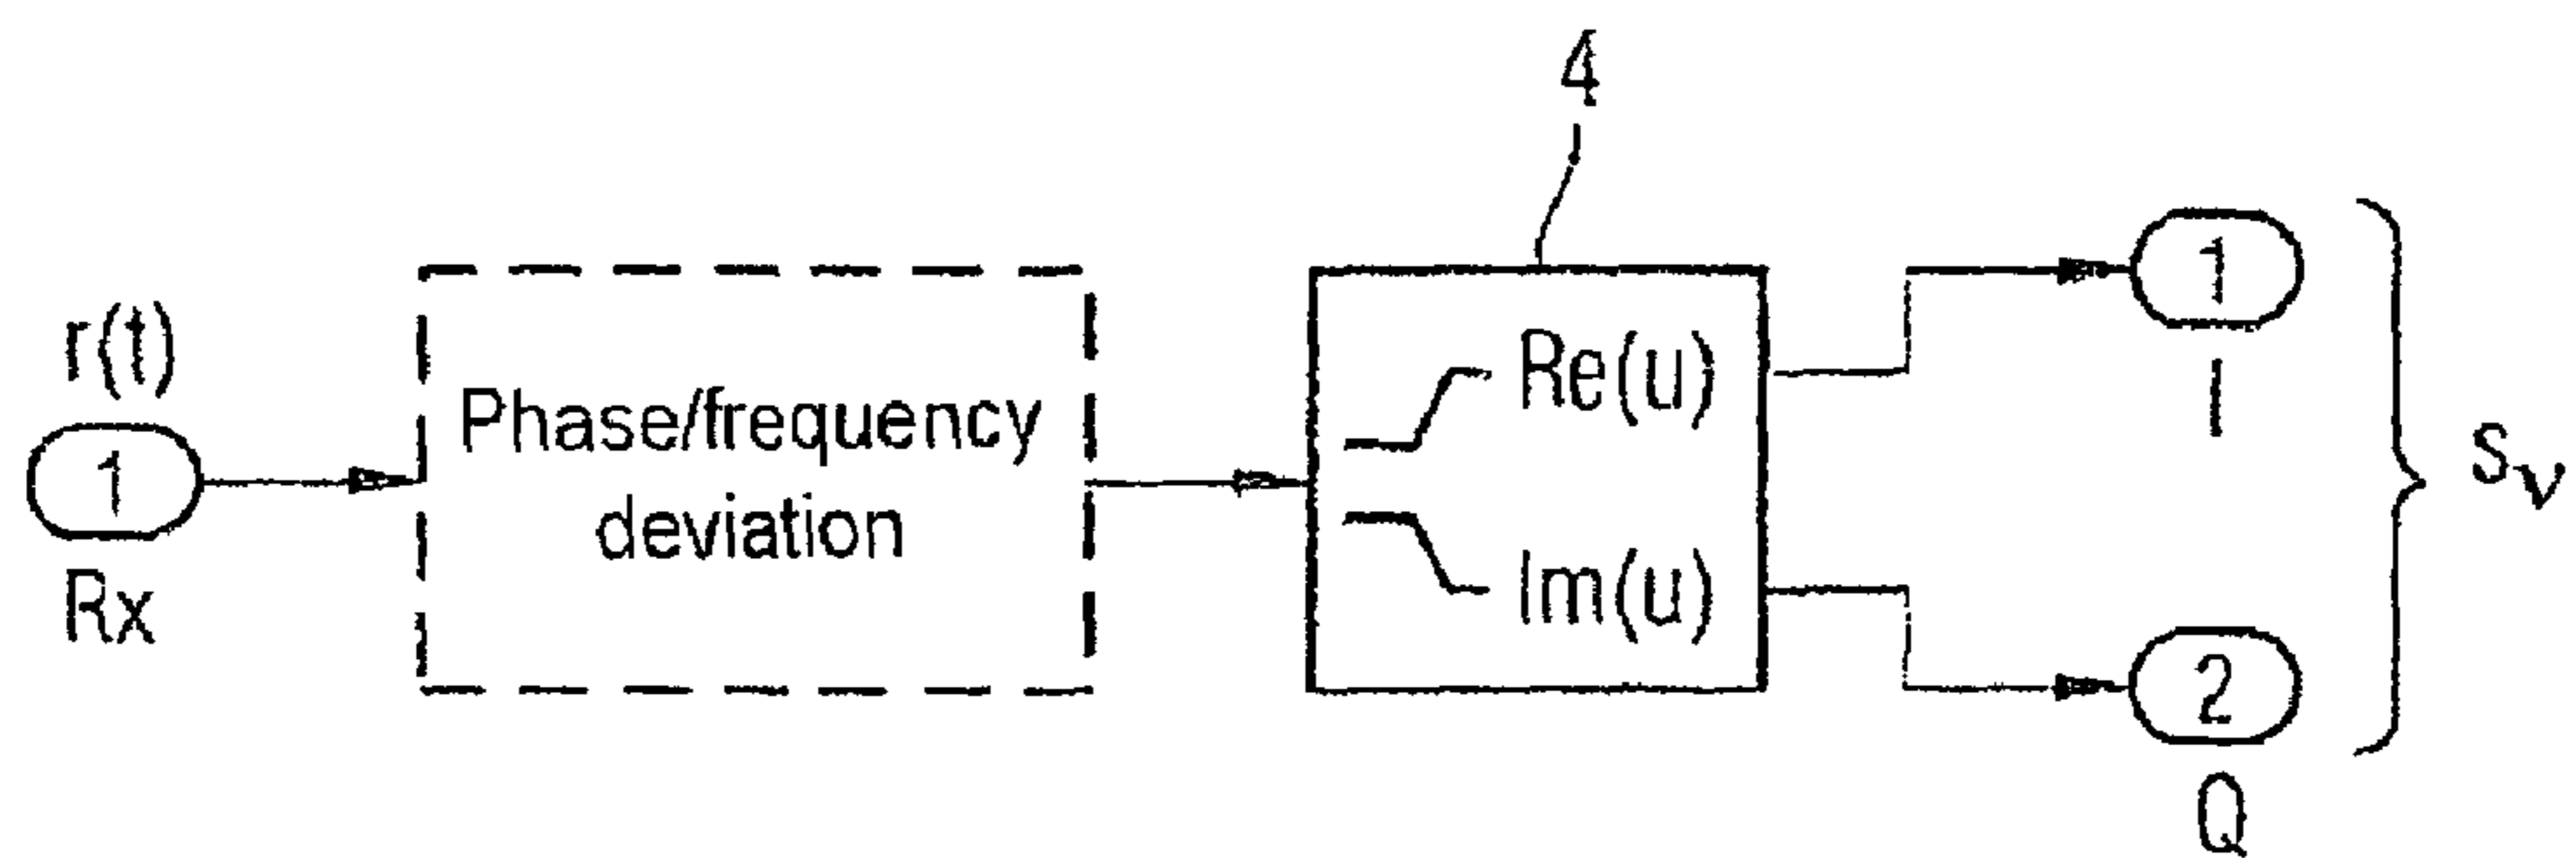 4
r(t)
1
Rx
Phase/frequency
deviation
Re(u)
Im(u)
1
I
2
Q
Sν